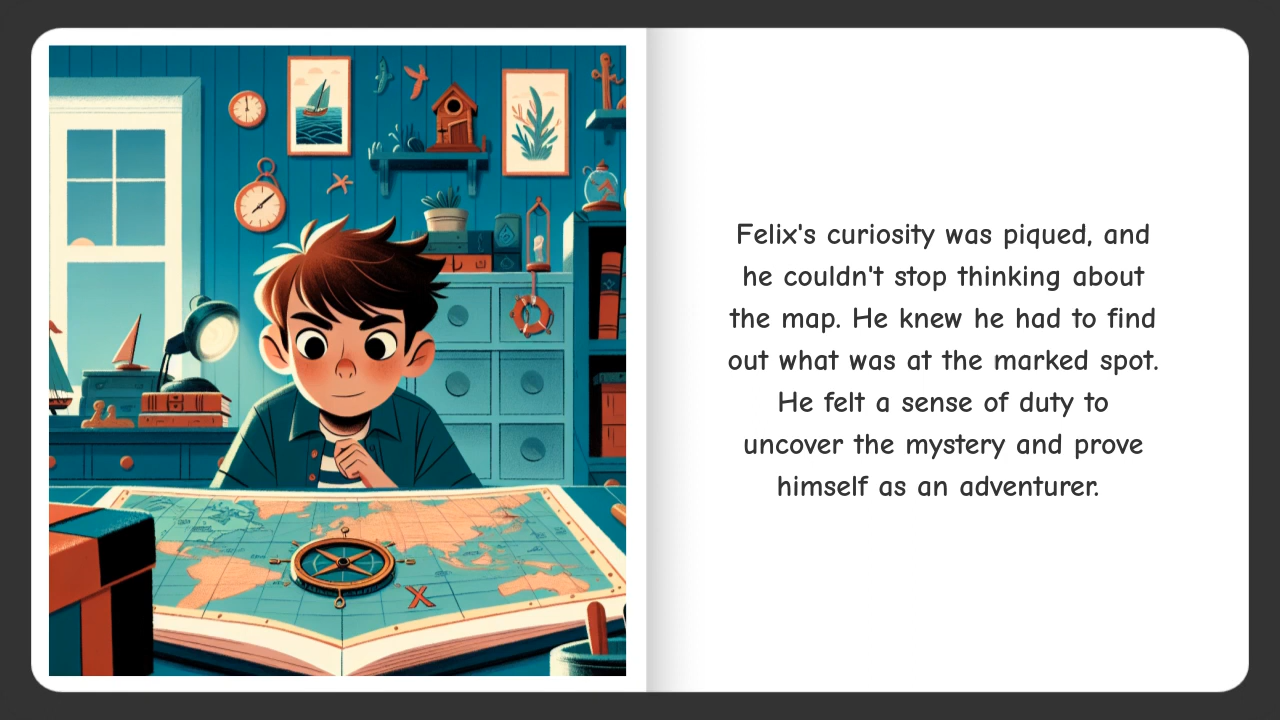 Felix's curiosity was piqued, and
he couldn't stop thinking about
the map. He knew he had to find
out what was at the marked spot.
He felt a sense of duty to
uncover the mystery and prove
himself as an adventurer.